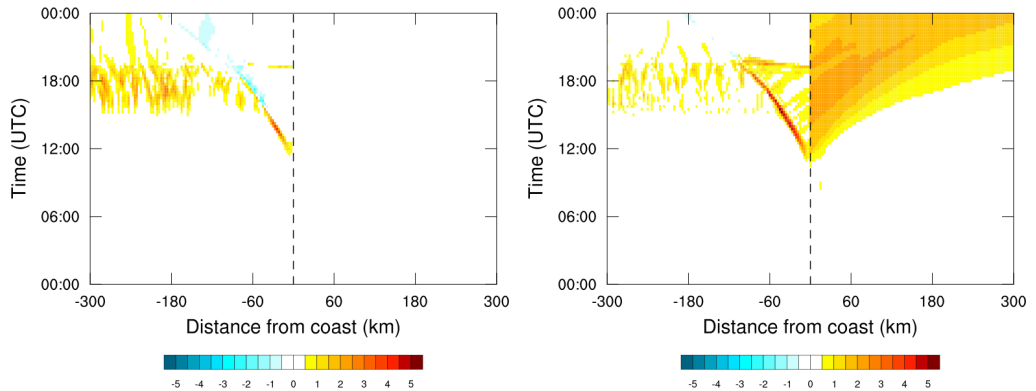 00:00 00:00
18:00 18:00
Time (UTC) Time (UTC)
12:00 12:00
06:00 06:00
00:00 00:00
-300 -180 -60 60 180 300 -300 -180 -60 60 180 300
Distance from coast (km) Distance from coast (km)
-5 -4 -3 -2 -1 0 1 2 3 4 5 -5 -4 -3 -2 -1 0 1 2 3 4 5